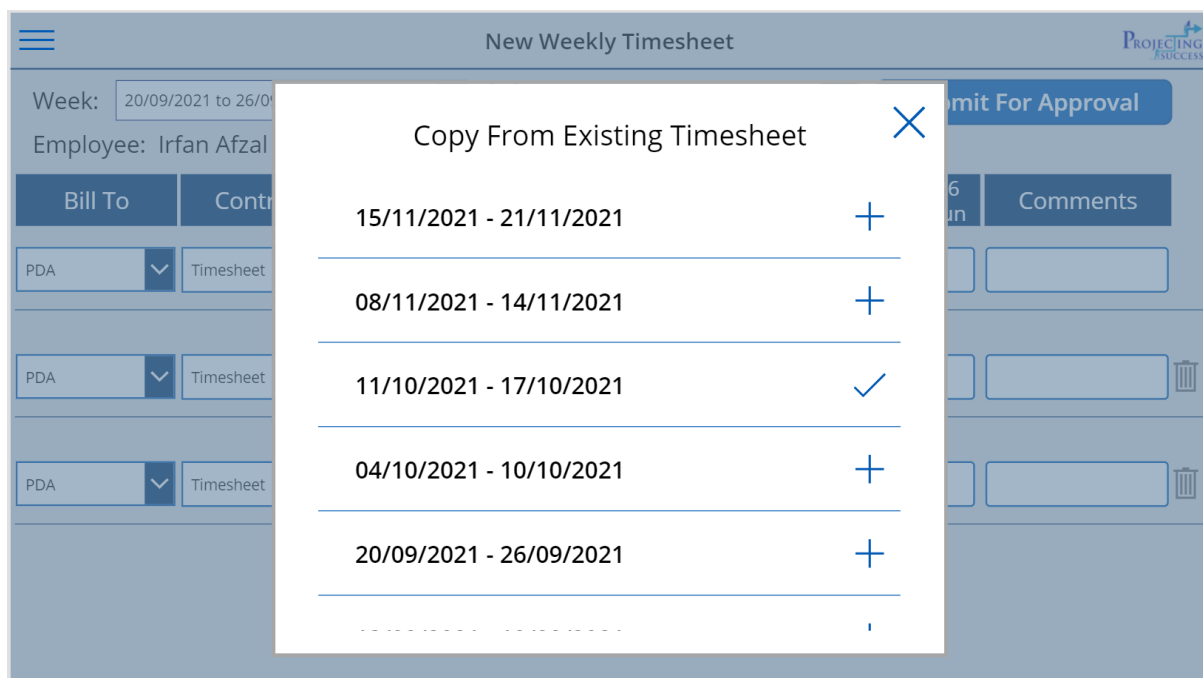 New Weekly Timesheet
PROJECTING
SUCCESS
Week:
20/09/2021 to 26/0
mit For Approval
Employee: Irfan Afzal
Copy From Existing Timesheet
Bill To
Contr
6
un
Comments
15/11/2021 - 21/11/2021
PDA
Timesheet
08/11/2021 - 14/11/2021
PDA
Timesheet
11/10/2021 - 17/10/2021
04/10/2021 - 10/10/2021
PDA
Timesheet
20/09/2021 - 26/09/2021